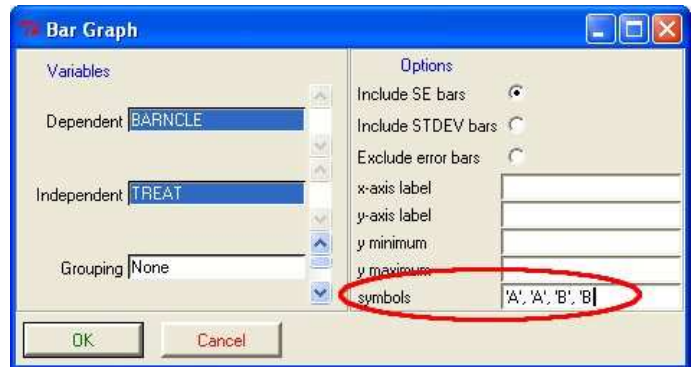 Bar Graph
Variables
Dependent BARNCLE
Independent TREAT
Grouping None
Options
Include SE bars
Include STDEV bars
Exclude error bars
x-axis label
y-axis label
y minimum
y maximum
symbols 'A', 'A', 'B', 'B
OK Cancel